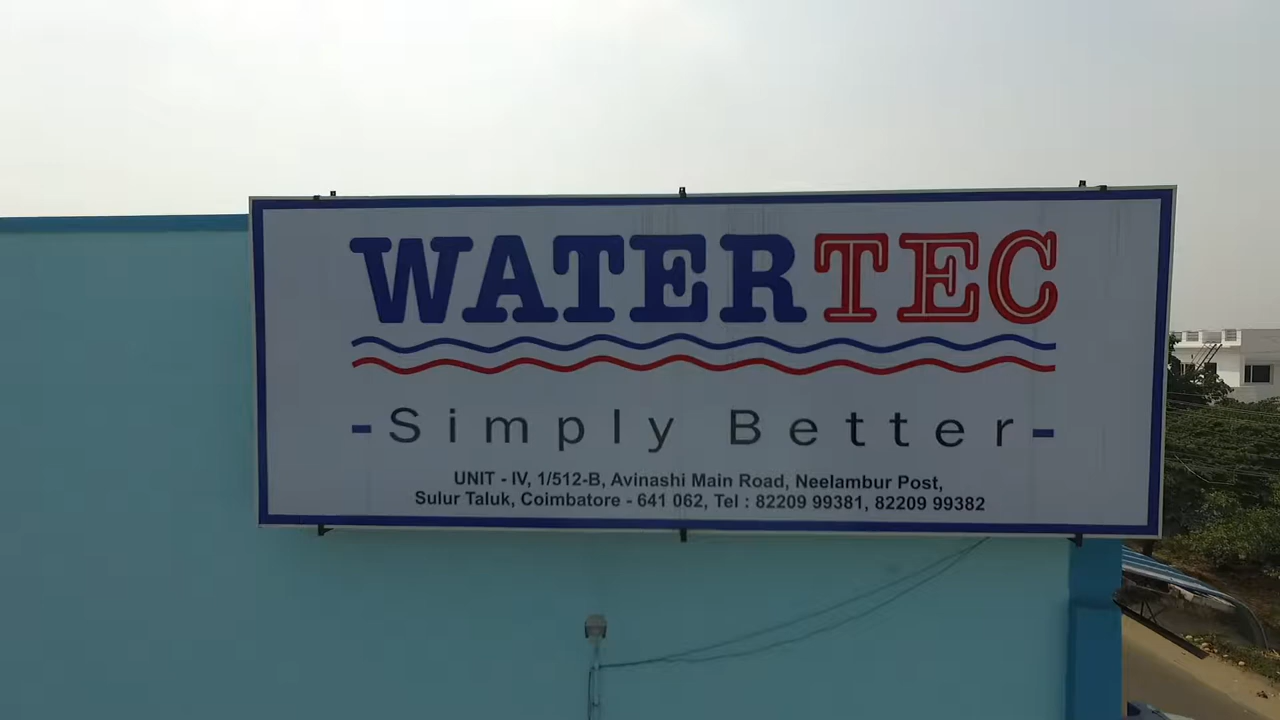 WATERTEC
-Simply Better-
UNIT - IV, 1/512-B, Avinashi Main Road, Neelambur Post,
Sulur Taluk, Coimbatore - 641 062, Tel : 82209 99381, 82209 99382